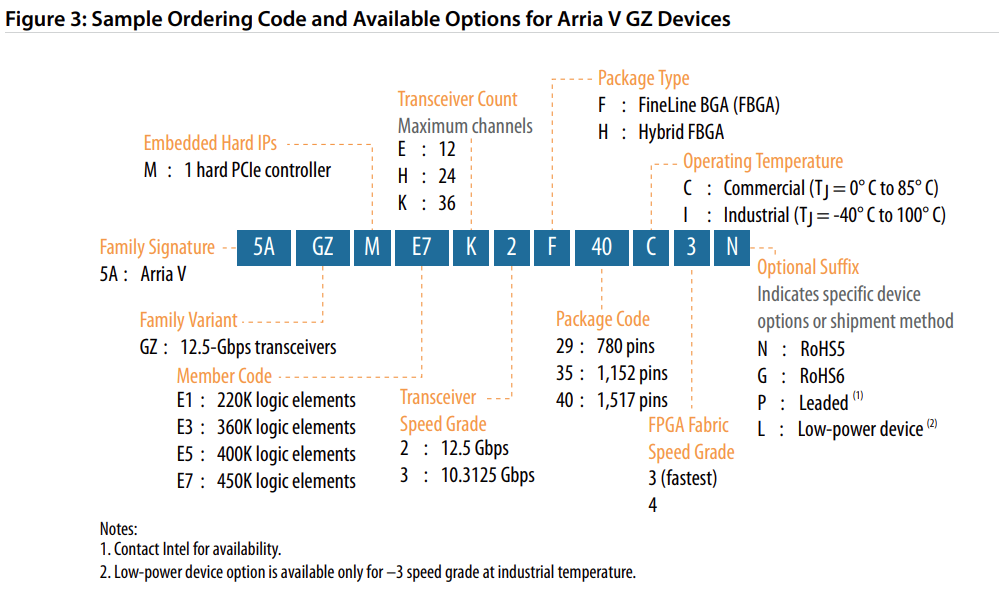 Figure 3: Sample Ordering Code and Available Options for Arria V GZ Devices
Package Type
F : FineLine BGA (FBGA)
H : Hybrid FBGA
Transceiver Count
Maximum channels
E : 12
H : 24
K : 36
Embedded Hard IPs
M : 1 hard PCIe controller
Operating Temperature
C : Commercial (TJ = 0° C to 85° C)
I : Industrial (TJ = -40° C to 100° C)
Family Signature
5A : Arria V
5A GZ M E7 K 2 F 40 C 3 N
Optional Suffix
Indicates specific device
options or shipment method
N : RoHS5
G : RoHS6
P : Leaded (1)
L : Low-power device (2)
Family Variant
GZ : 12.5-Gbps transceivers
Member Code
E1 : 220K logic elements
E3 : 360K logic elements
E5 : 400K logic elements
E7 : 450K logic elements
Transceiver
Speed Grade
2 : 12.5 Gbps
3 : 10.3125 Gbps
Package Code
29 : 780 pins
35 : 1,152 pins
40 : 1,517 pins
FPGA Fabric
Speed Grade
3 (fastest)
4
Notes:
1. Contact Intel for availability.
2. Low-power device option is available only for –3 speed grade at industrial temperature.